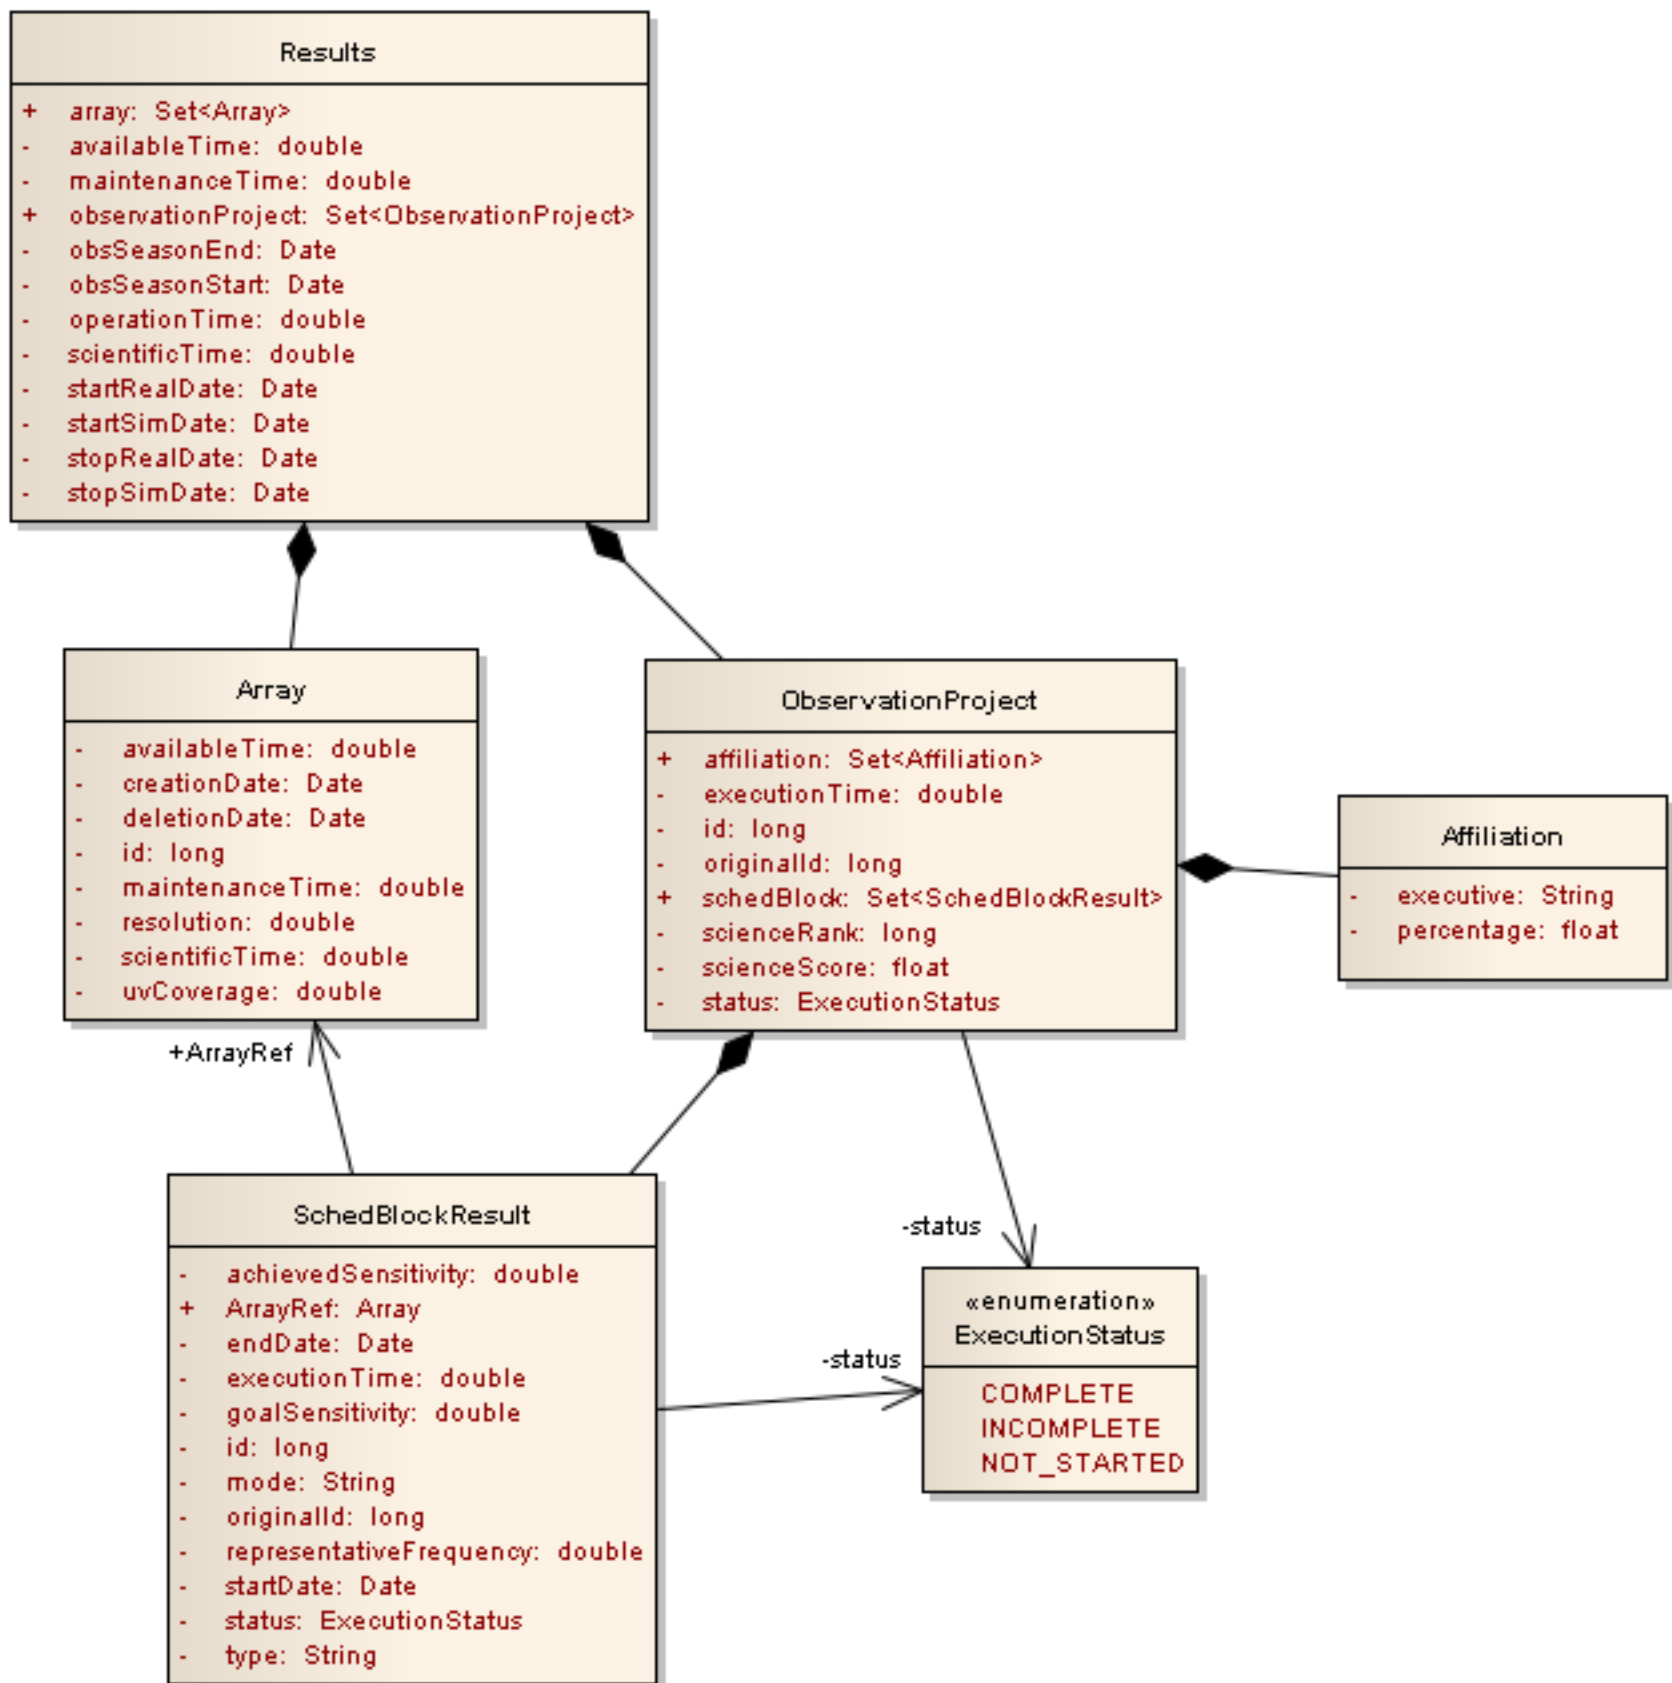 Results
+ array: Set<Array>
- availableTime: double
- maintenanceTime: double
+ observationProject: Set<ObservationProject>
- obsSeasonEnd: Date
- obsSeasonStart: Date
- operationTime: double
- scientificTime: double
- startRealDate: Date
- startSimDate: Date
- stopRealDate: Date
- stopSimDate: Date
Array
- availableTime: double
- creationDate: Date
- deletionDate: Date
- id: long
- maintenanceTime: double
- resolution: double
- scientificTime: double
- uvCoverage: double
ObservationProject
+ affiliation: Set<Affiliation>
- executionTime: double
- id: long
- originalId: long
+ schedBlock: Set<SchedBlockResult>
- scienceRank: long
- scienceScore: float
- status: ExecutionStatus
Affiliation
- executive: String
- percentage: float
+ArrayRef
SchedBlockResult
- achievedSensitivity: double
+ ArrayRef: Array
- endDate: Date
- executionTime: double
- goalSensitivity: double
- id: long
- mode: String
- originalId: long
- representativeFrequency: double
- startDate: Date
- status: ExecutionStatus
- type: String
-status
-status
«enumeration»
ExecutionStatus
COMPLETE
INCOMPLETE
NOT_STARTED